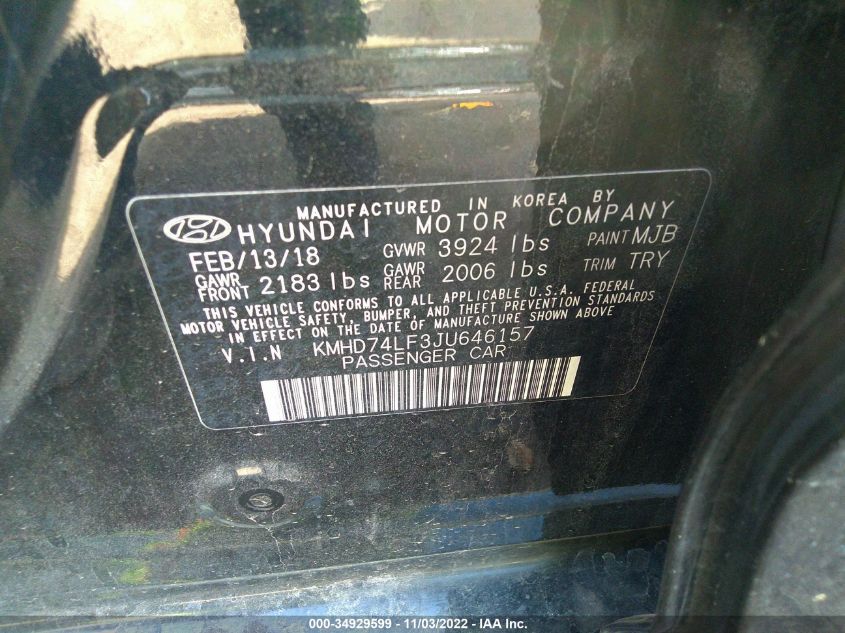 MANUFACTURED IN KOREA BY
HYUNDAI MOTOR COMPANY
FEB/13/18 GVWR 3924 lbs PAINT MJB
GAWR FRONT 2183 lbs GAWR REAR 2006 lbs TRIM TRY
THIS VEHICLE CONFORMS TO ALL APPLICABLE U.S.A. FEDERAL
MOTOR VEHICLE SAFETY, BUMPER, AND THEFT PREVENTION STANDARDS
IN EFFECT ON THE DATE OF MANUFACTURE SHOWN ABOVE
V.I.N KMHD74LF3JU646157
PASSENGER CAR
000-34929599 — 11/03/2022 - IAA Inc.